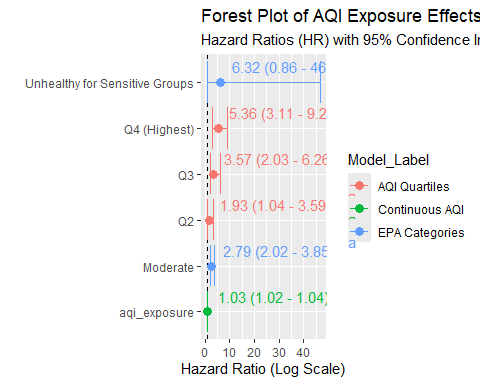 Forest Plot of AQI Exposure Effects
Hazard Ratios (HR) with 95% Confidence
Unhealthy for Sensitive Groups
6.32 (0.86 - 46
Q4 (Highest)
5.36 (3.11 - 9.2
Q3
3.57 (2.03 - 6.26
Q2
1.93 (1.04 - 3.59
Moderate
2.79 (2.02 - 3.85
aqi_exposure
1.03 (1.02 - 1.04)
0 10 20 30 40
Hazard Ratio (Log Scale)
Model_Label
AQI Quartiles
Continuous AQI
EPA Categories
a